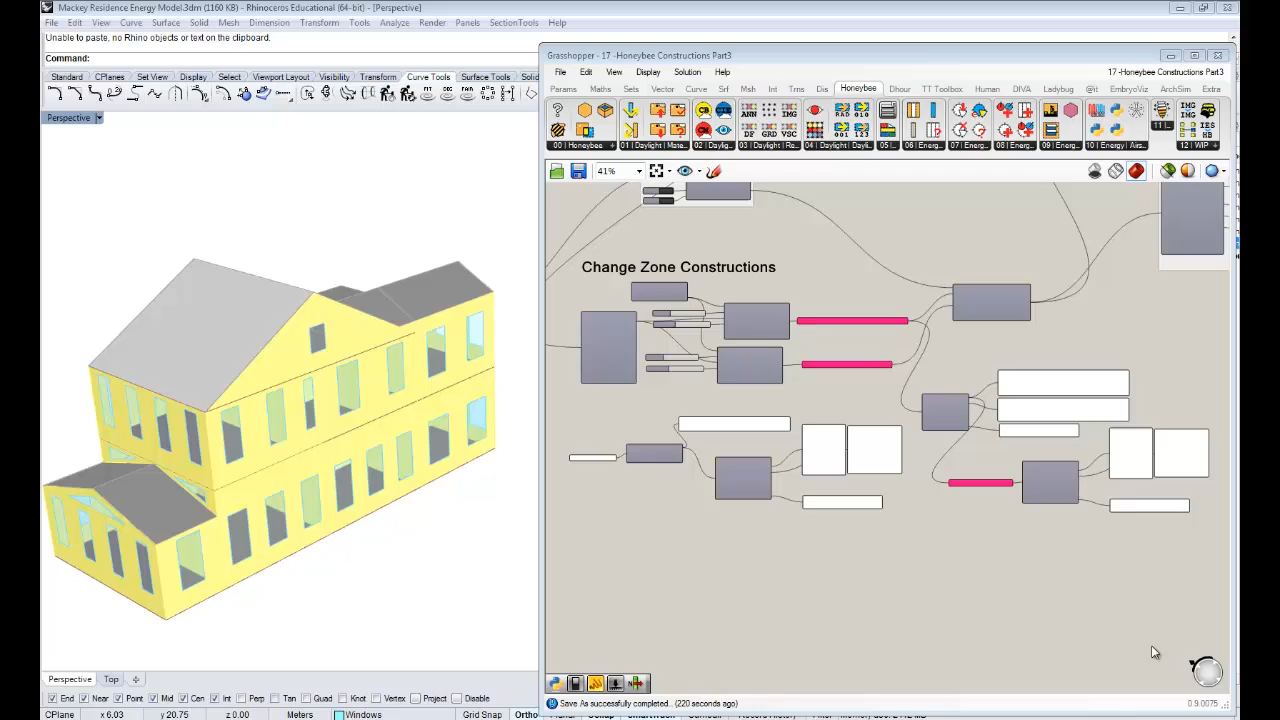 Mackey Residence Energy Model.3dm (1160 KB) - Rhinoceros Educational (64-bit) - [Perspective]
File Edit View Curve Surface Solid Mesh Dimension Transform Tools Analyze Render Panels SectionTools Help
Unable to paste, no Rhino objects or text on the clipboard.
Command:
Standard CPlanes Set View Display Select Viewport Layout Visibility Transform Curve Tools Surface Tools Solid
Perspective
Grasshopper - 17 -Honeybee Constructions Part3
File Edit View Display Solution Help 17 -Honeybee Constructions Part3
Params Maths Sets Vector Curve Srf Msh Int Trns Dis Honeybee Dhour TT Toolbox Human DIVA Ladybug @it EmbryoViz ArchSim Extra
00 | Honeybee 01 | Daylight | Mate... 02 | Daylig... 03 | Daylight | Re... 04 | Daylight | Da... 05 | 06 | Energ... 07 | Energ... 08 | Energ... 09 | Energ... 10 | Energy | Airs... 11 | 12 | WIP
41%
Change Zone Constructions
Save As successfully completed... (220 seconds ago) 0.9.0075
Perspective Top
End Near Point Mid Cen Int Perp Tan Quad Knot Vertex Project Disable
CPlane x 6.03 y 20.75 z 0.00 Meters Windows Grid Snap Ortho